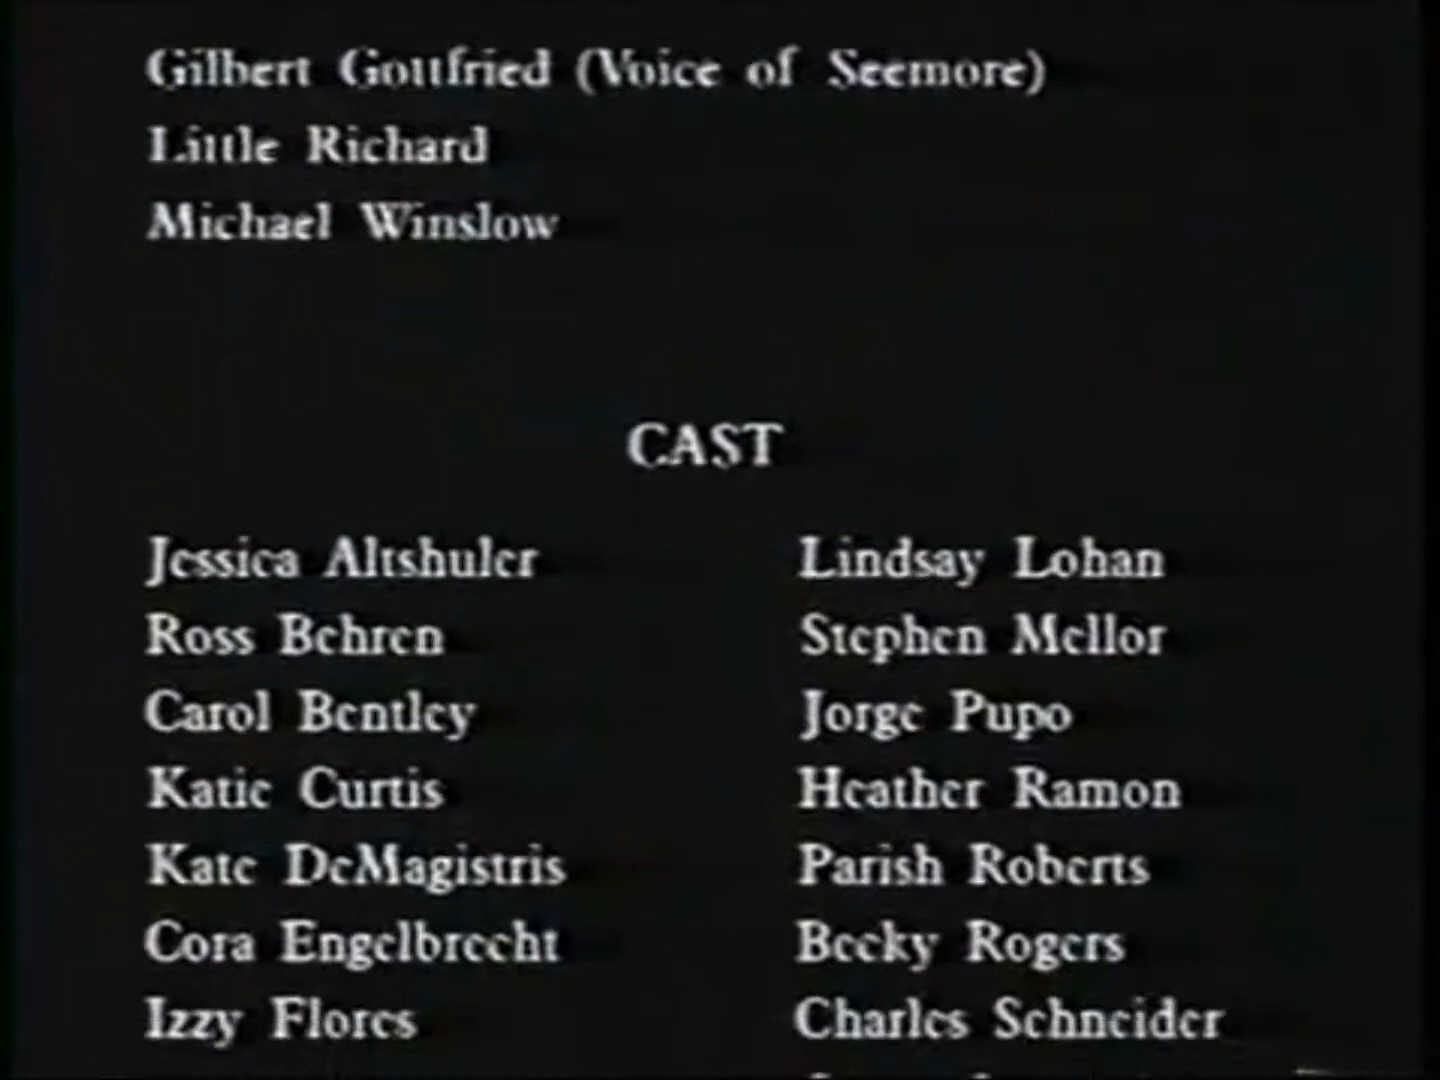 Gilbert Gottfried (Voice of Seemore)
Little Richard
Michael Winslow
CAST
Jessica Altshuler
Ross Behren
Carol Bentley
Katie Curtis
Kate DeMagistris
Cora Engelbrecht
Izzy Flores
Lindsay Lohan
Stephen Mellor
Jorge Pupo
Heather Ramon
Parish Roberts
Becky Rogers
Charles Schneider